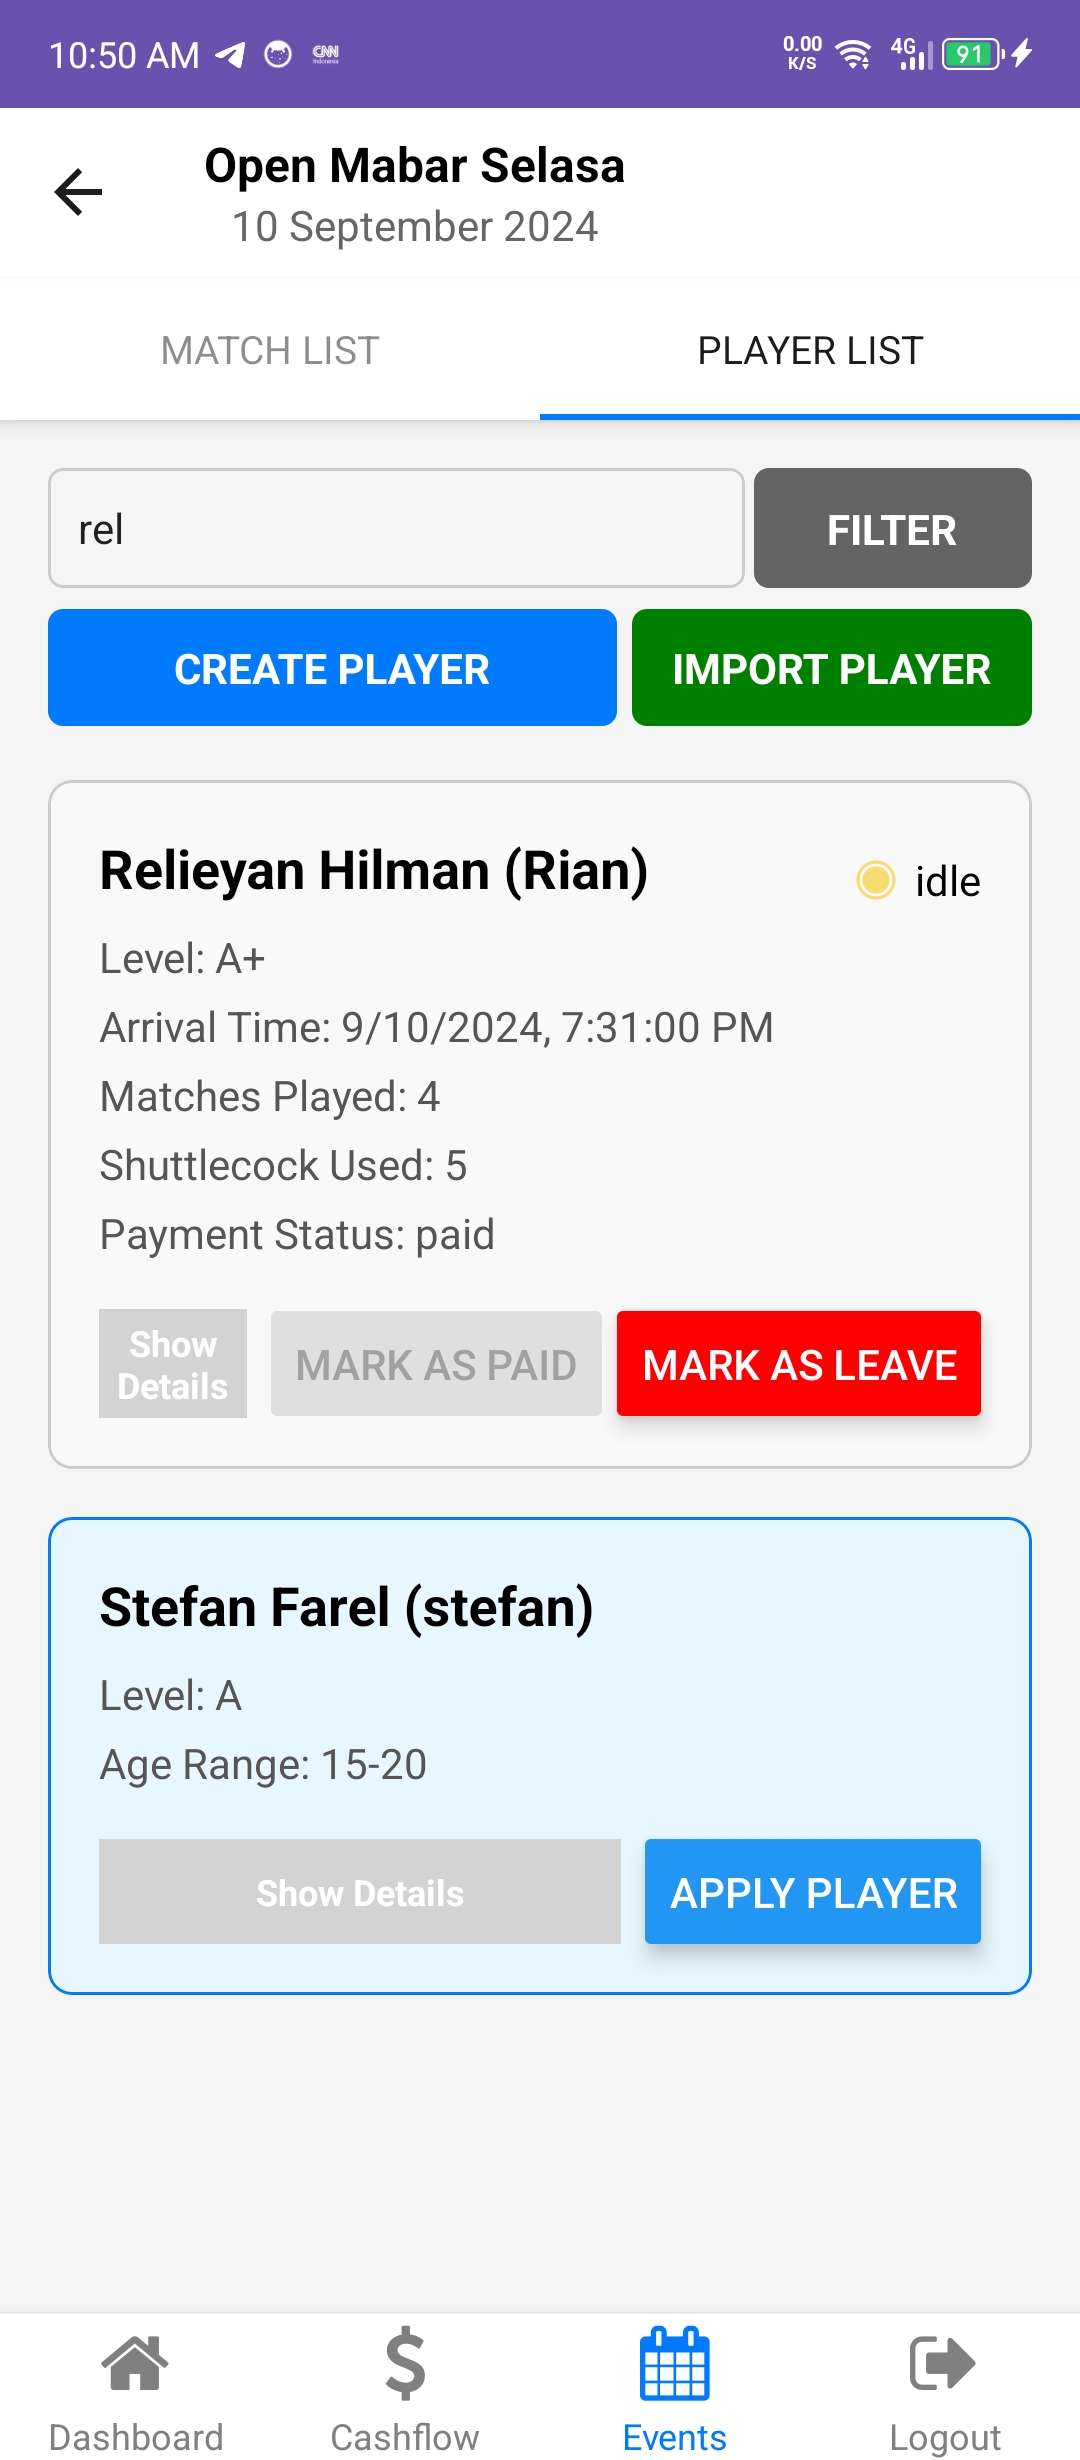 10:50 AM
CNN
Indonesia
0.00
K/S
4G
91
Open Mabar Selasa
10 September 2024
MATCH LIST
PLAYER LIST
rel
FILTER
CREATE PLAYER
IMPORT PLAYER
Relieyan Hilman (Rian)
idle
Level: A+
Arrival Time: 9/10/2024, 7:31:00 PM
Matches Played: 4
Shuttlecock Used: 5
Payment Status: paid
Show
Details
MARK AS PAID
MARK AS LEAVE
Stefan Farel (stefan)
Level: A
Age Range: 15-20
Show Details
APPLY PLAYER
Dashboard
Cashflow
Events
Logout